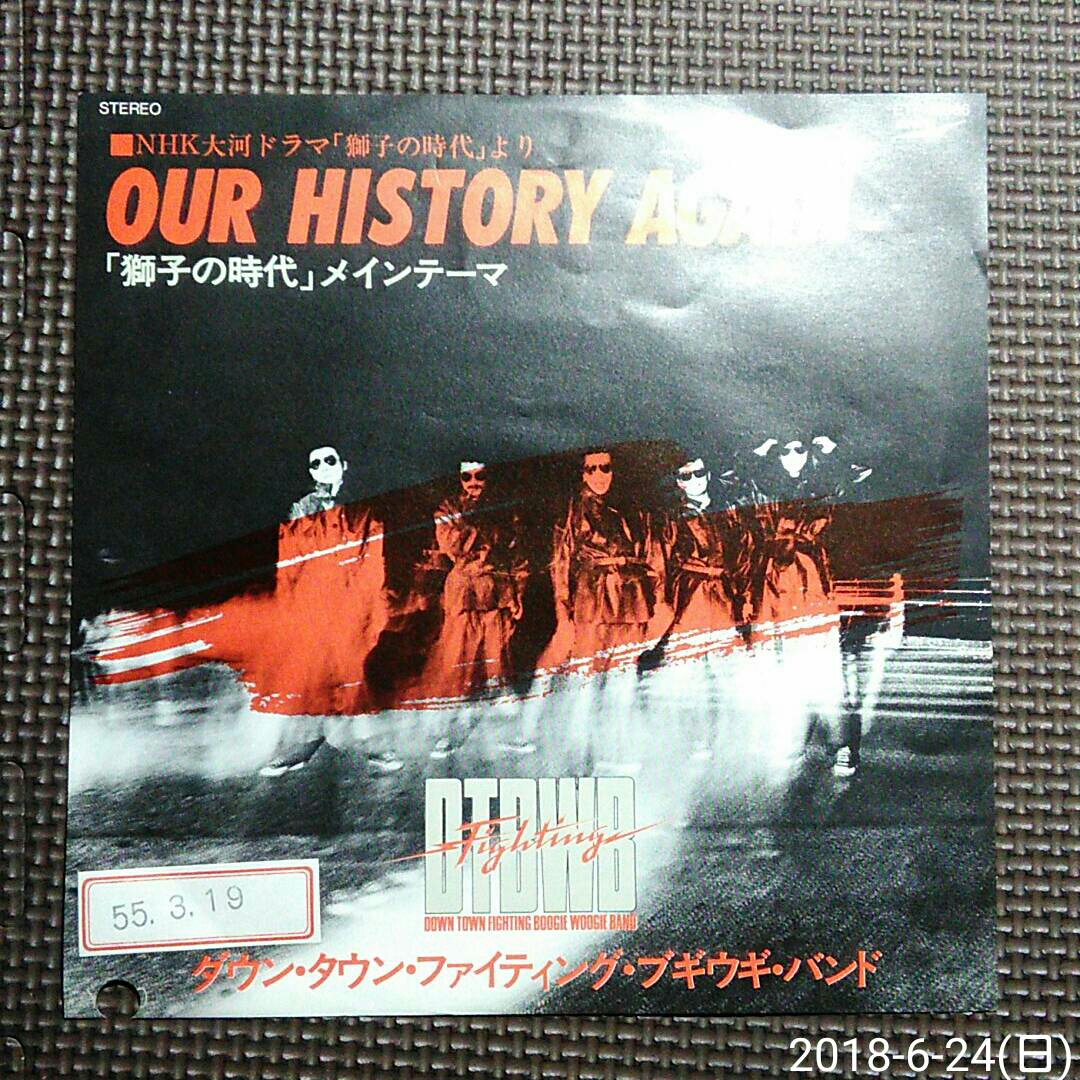 STEREO
■NHK大河ドラマ「獅子の時代」より
OUR HISTORY AGAIN
「獅子の時代」メインテーマ
DTBWB
Fighting
DOWN TOWN FIGHTING BOOGIE WOOGIE BAND
55.3.19
ダウン・タウン・ファイティング・ブギウギ・バンド
2018-6-24(日)